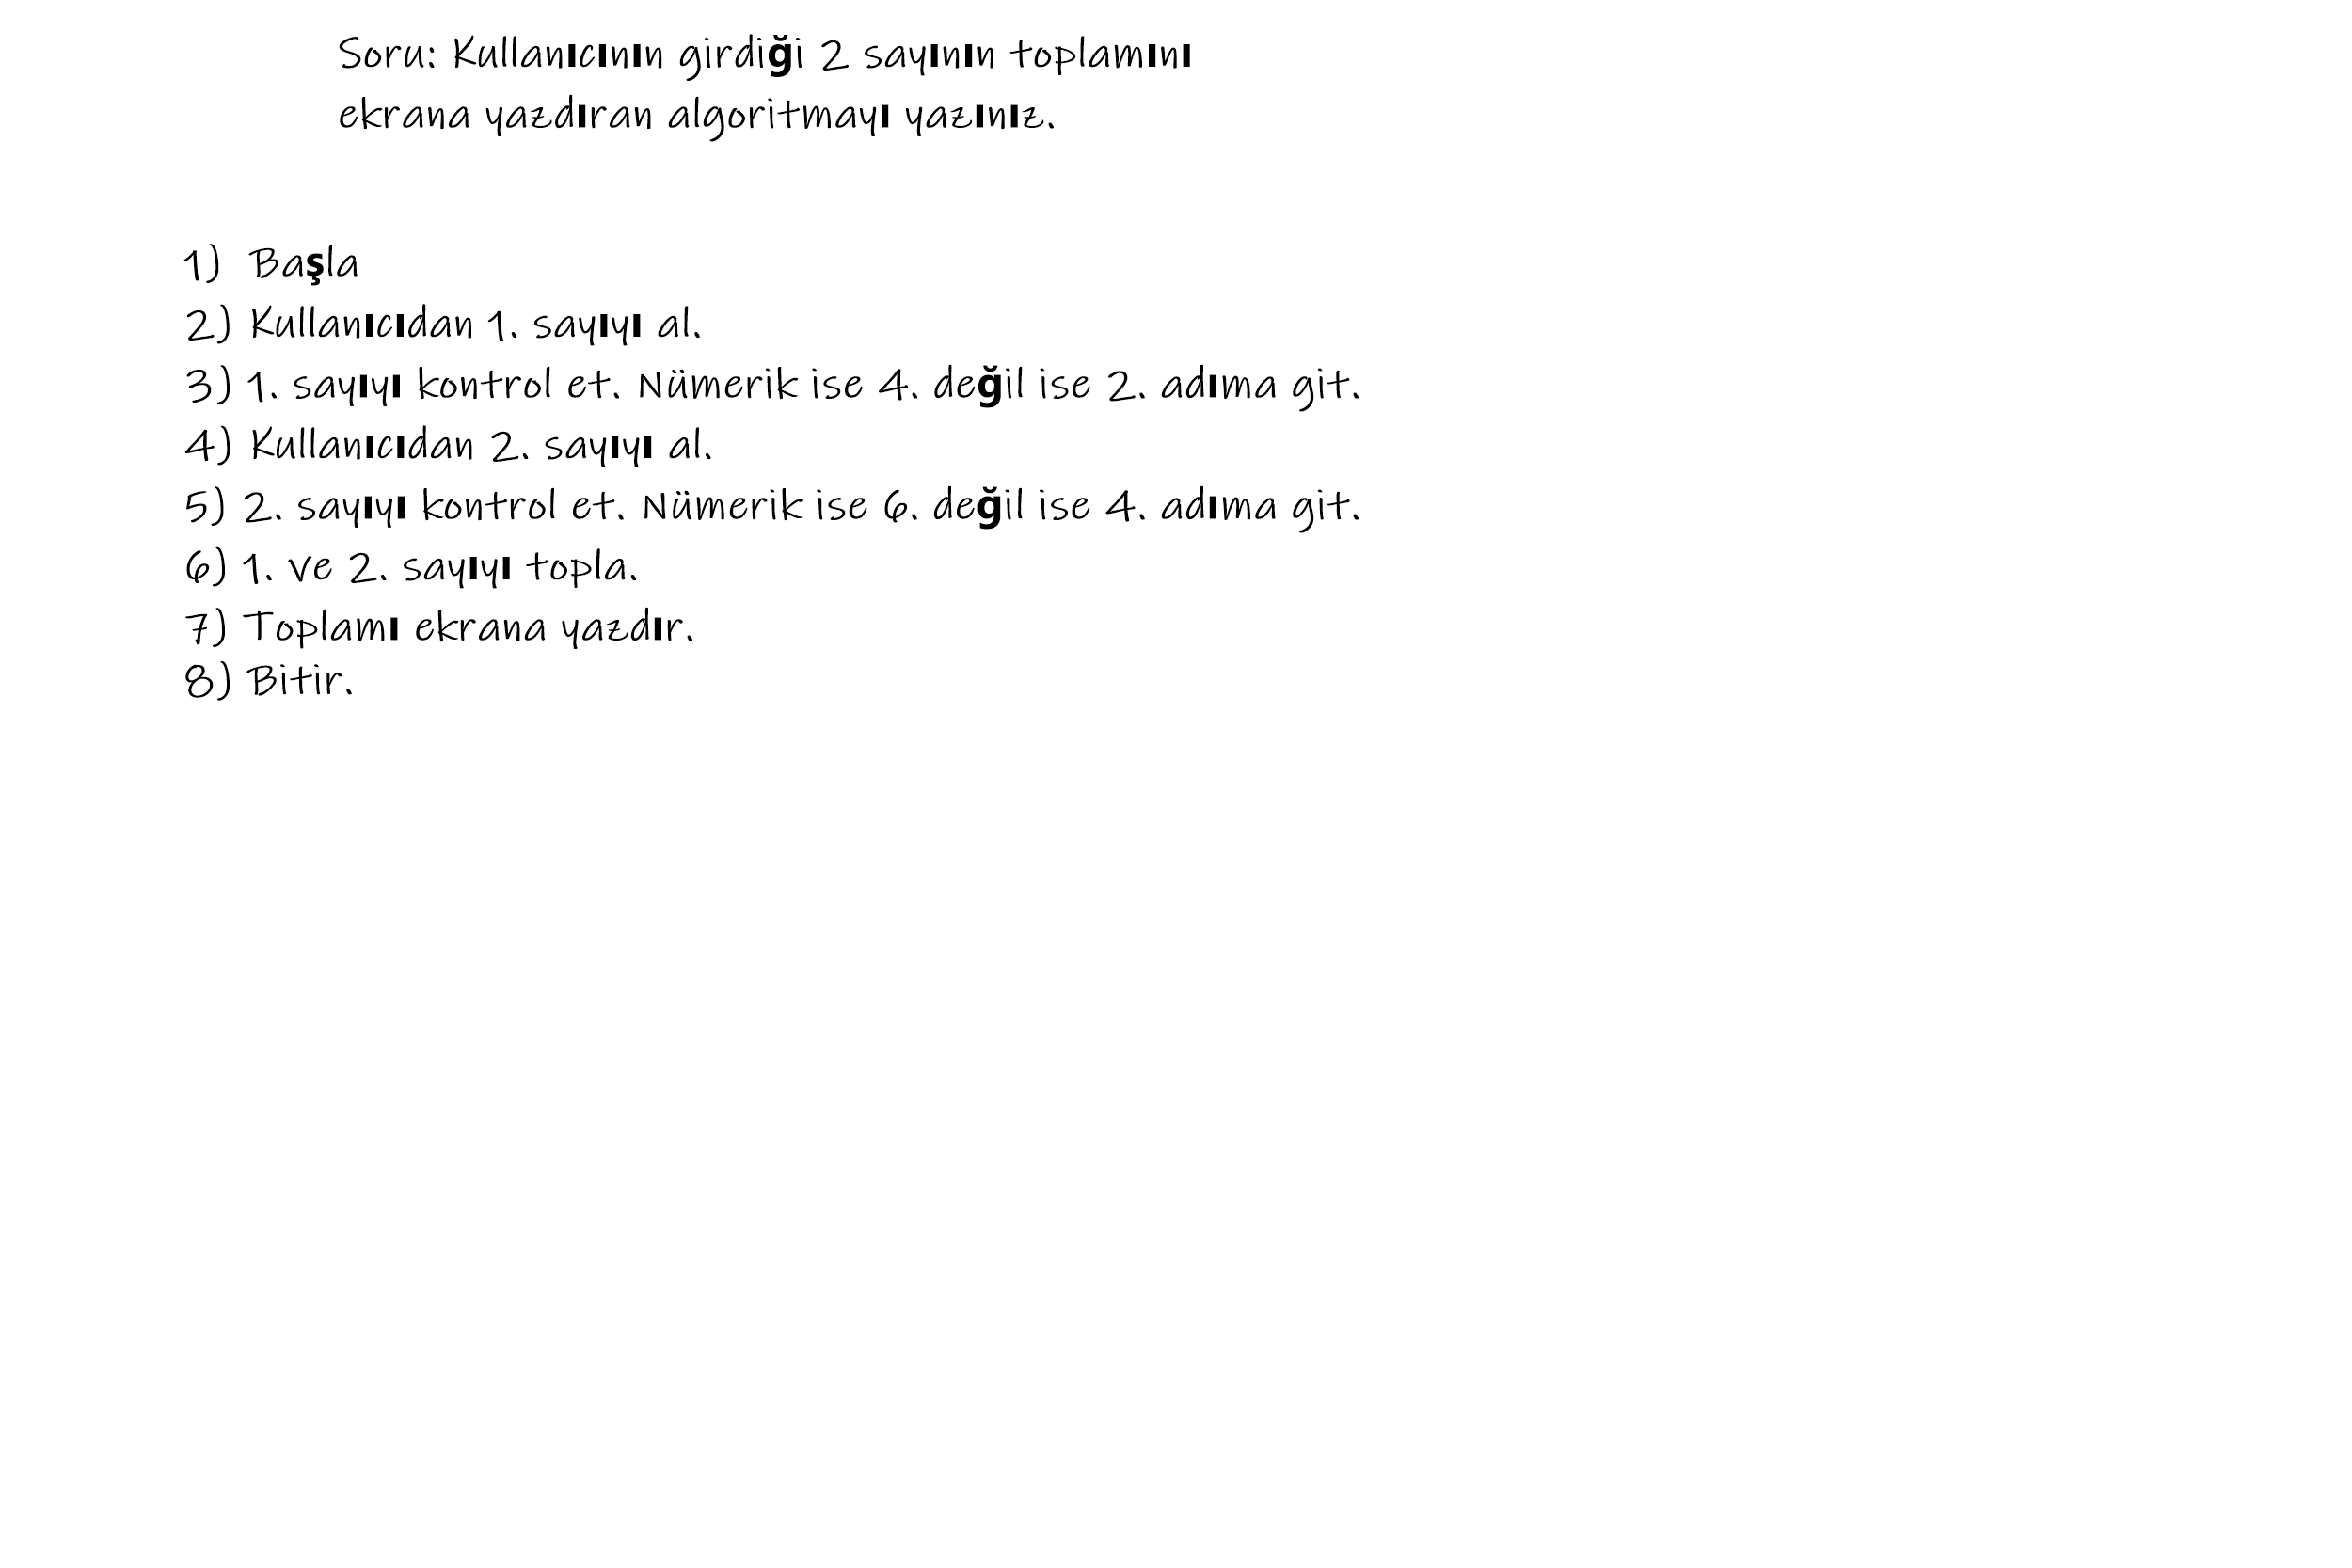 Soru: Kullanıcının girdiği 2 sayının toplamını
ekrana yazdıran algoritmayı yazınız.
1) Başla
2) Kullanıcıdan 1. sayıyı al.
3) 1. sayıyı kontrol et. Nümerik ise 4. değil ise 2. adıma git.
4) Kullanıcıdan 2. sayıyı al.
5) 2. sayıyı kontrol et. Nümerik ise 6. değil ise 4. adıma git.
6) 1. ve 2. sayıyı topla.
7) Toplamı ekrana yazdır.
8) Bitir.